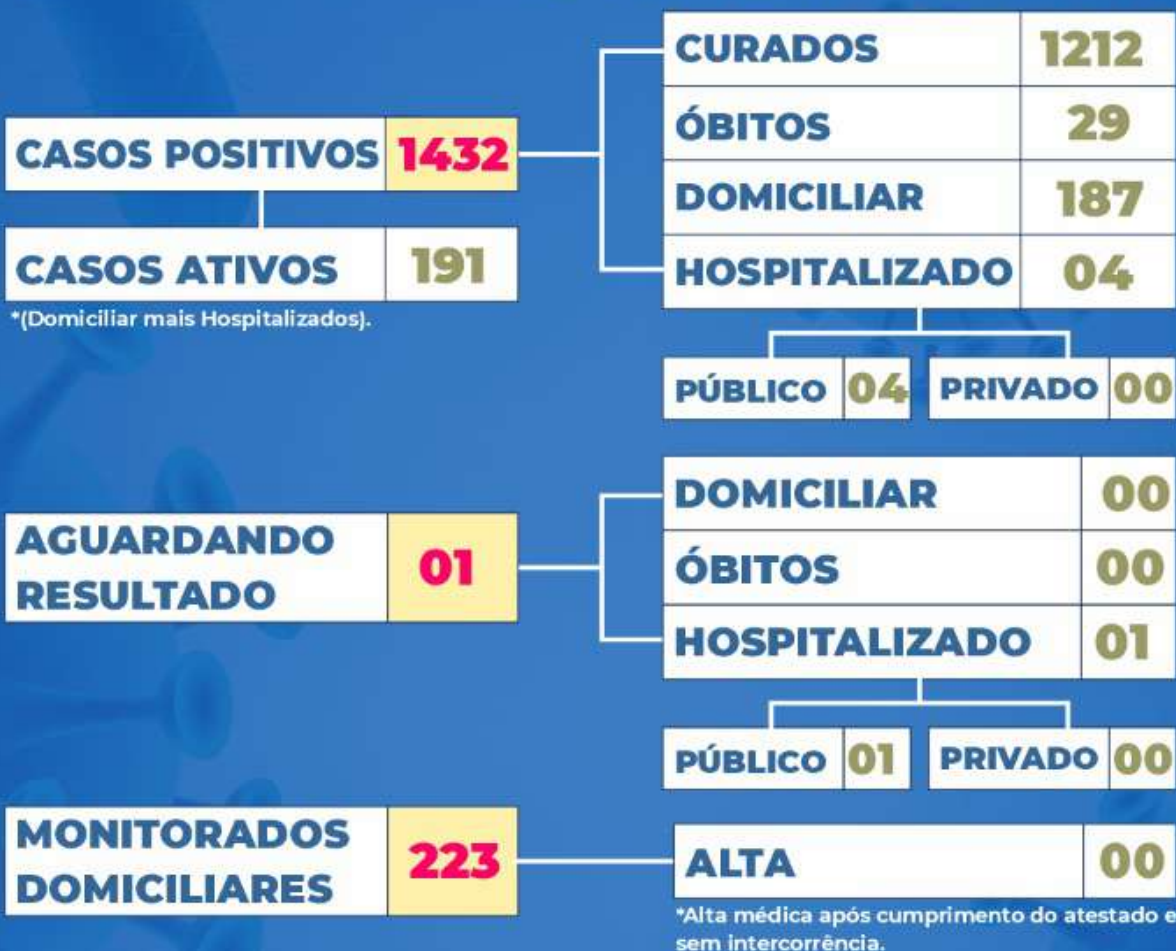 CASOS POSITIVOS 1432
CASOS ATIVOS 191
*(Domiciliar mais Hospitalizados).
CURADOS 1212
ÓBITOS 29
DOMICILIAR 187
HOSPITALIZADO 04
PÚBLICO 04 PRIVADO 00
AGUARDANDO
RESULTADO 01
DOMICILIAR 00
ÓBITOS 00
HOSPITALIZADO 01
PÚBLICO 01 PRIVADO 00
MONITORADOS
DOMICILIARES 223
ALTA 00
*Alta médica após cumprimento do atestado e
sem intercorrência.